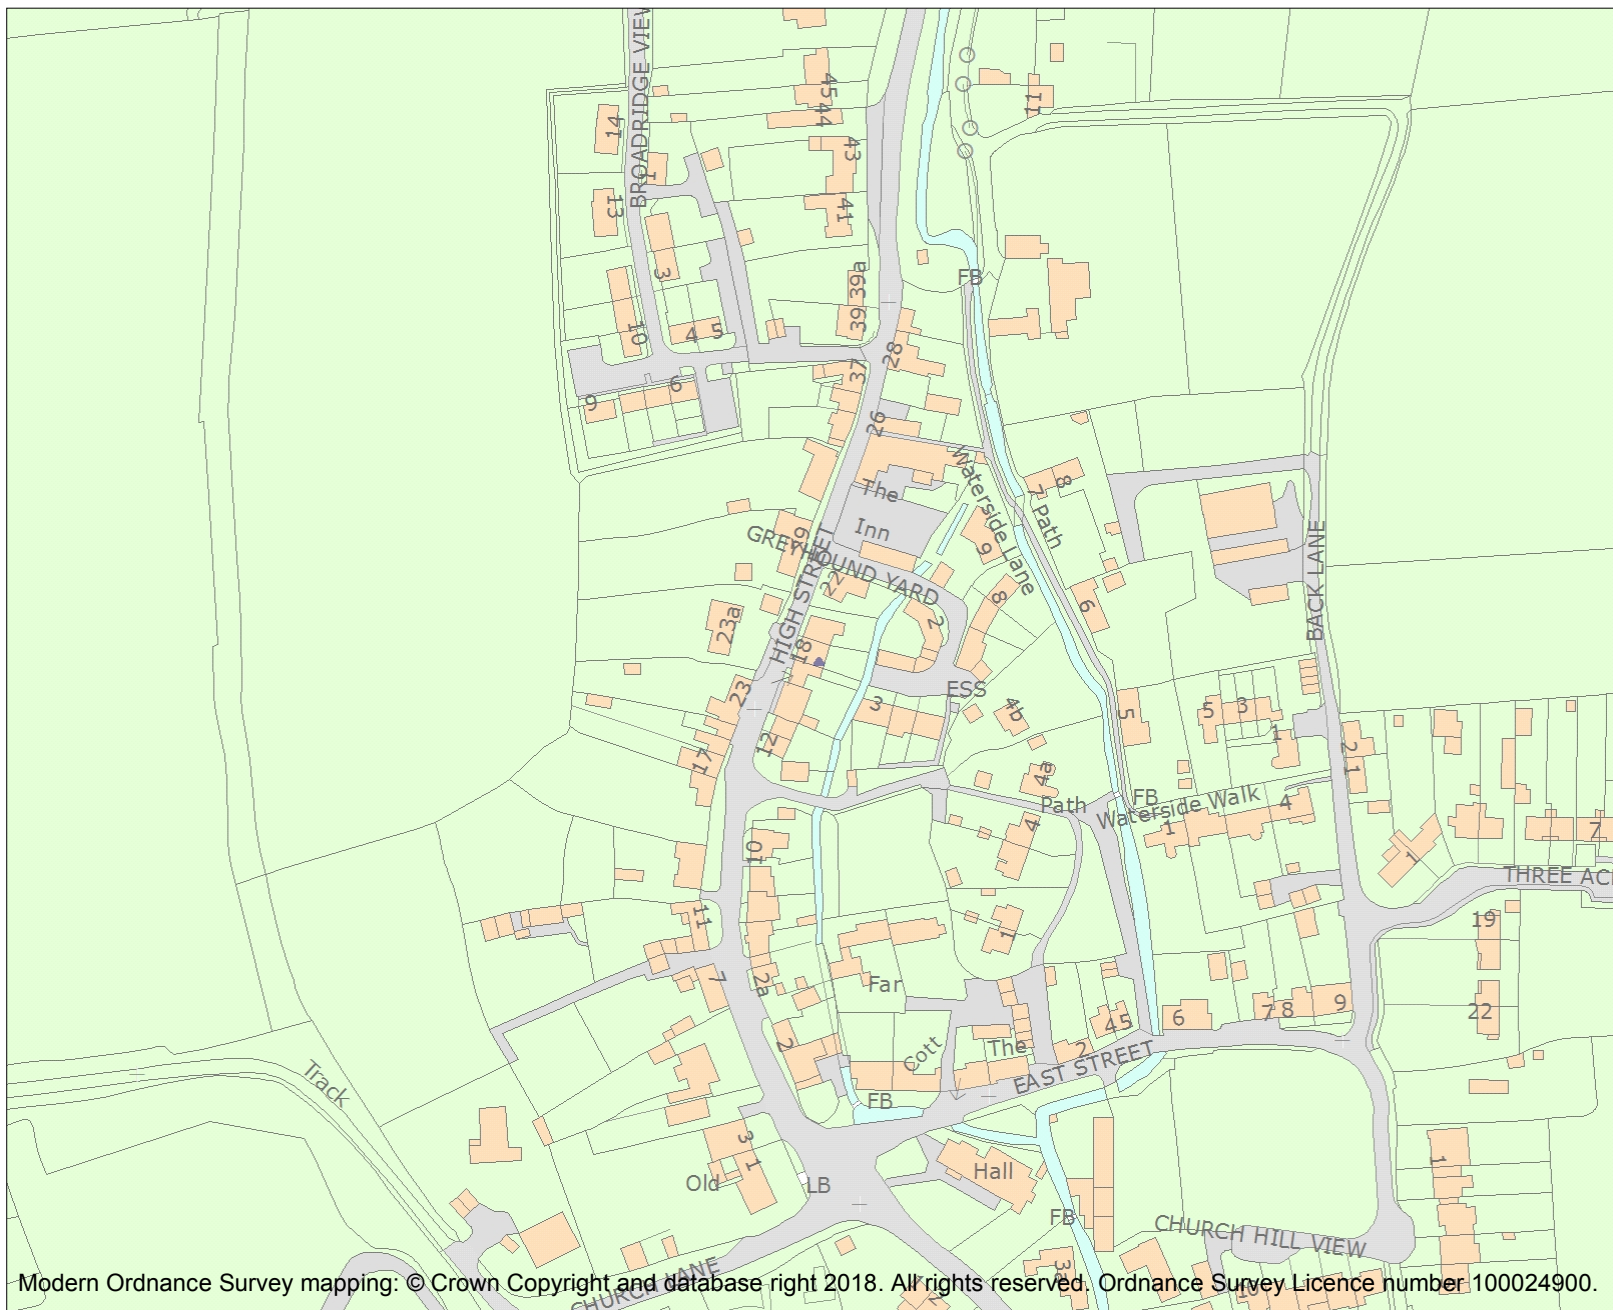 BROADRIDGE VIEW
45
44
11
14
43
1
13
41
3
FB
39a
39
10
4
5
28
37
6
9
26
Waterside Lane
8
7
The
Path
Inn
29
9
GREYHOUND YARD
HIGH STREET
22
BACK LANE
8
6
2
23a
18
ESS
23
3
4b
5
5
3
1
12
2
1
17
4a
Path
FB
Waterside Walk
4
1
4
10
7
1
THREE AC
11
19
1
7
2a
Far
9
8
7
6
45
22
2
Cott
The
2
EAST STREET
Track
FB
3
1
Hall
1
Old
LB
FB
CHURCH HILL VIEW
3a
CHURCH LANE
10
Modern Ordnance Survey mapping: © Crown Copyright and database right 2018. All rights reserved. Ordnance Survey Licence number 100024900.